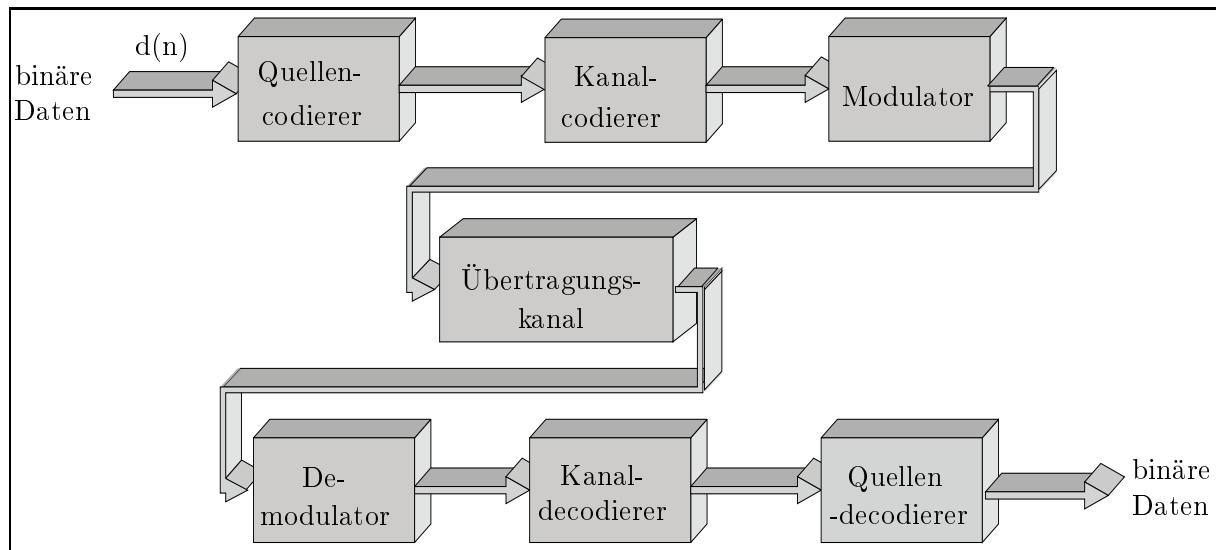 d(n)
binäre
Daten
Quellen-
codierer
Kanal-
codierer
Modulator
Übertragungs-
kanal
De-
modulator
Kanal-
decodierer
Quellen
-decodierer
binäre
Daten